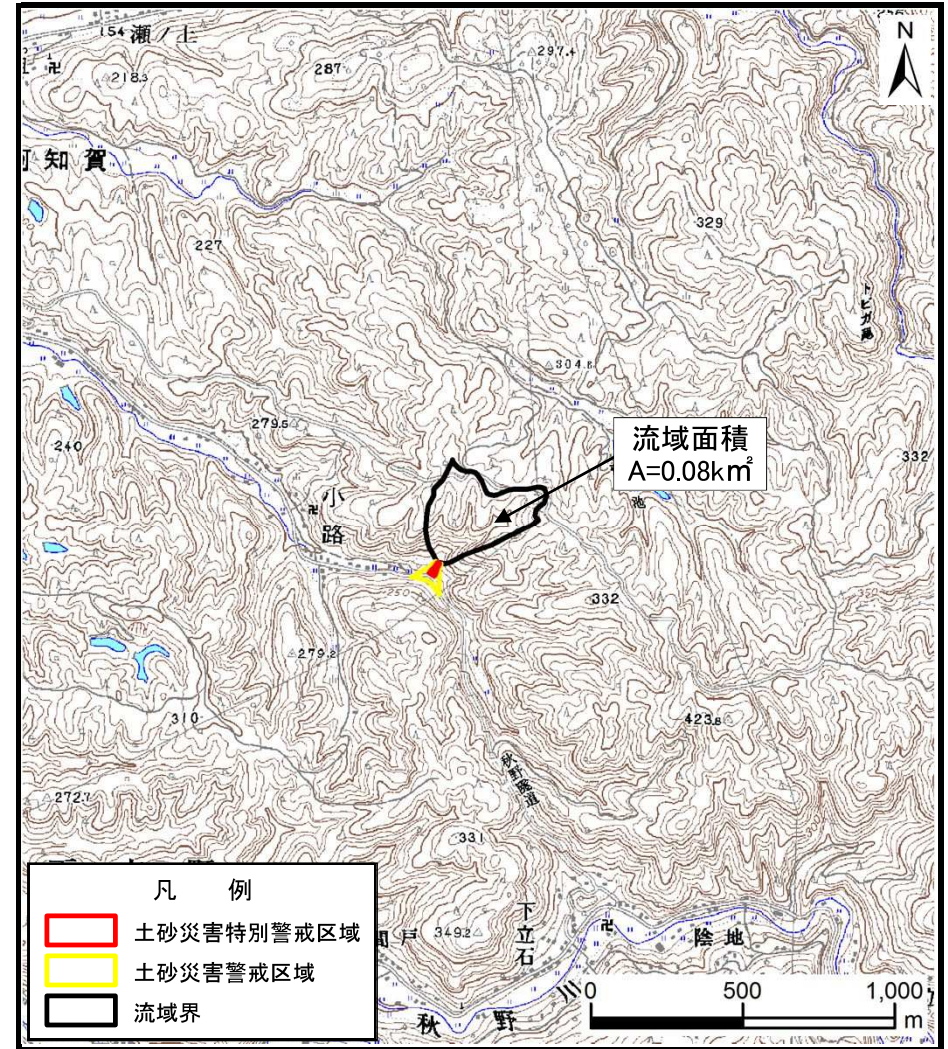 154 瀬ノ上
297.4
N
287
218.3
知賀
329
227
トビガ尾
304.8
279.5
流域面積
A=0.08km²
240
332
小路
池
250
332
279.2
310
423.8
秋野隧道
272.7
331
凡 例
土砂災害特別警戒区域
土砂災害警戒区域
流域界
下立石
349.2
戸
陰地
秋野川
0 500 1,000
m